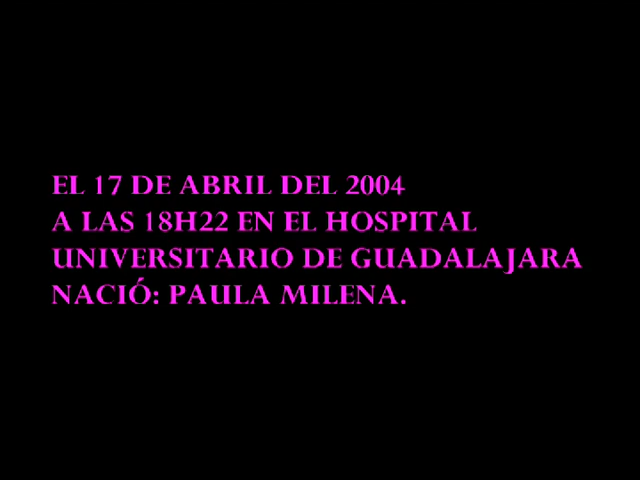 EL 17 DE ABRIL DEL 2004
A LAS 18H22 EN EL HOSPITAL
UNIVERSITARIO DE GUADALAJARA
NACIÓ: PAULA MILENA.